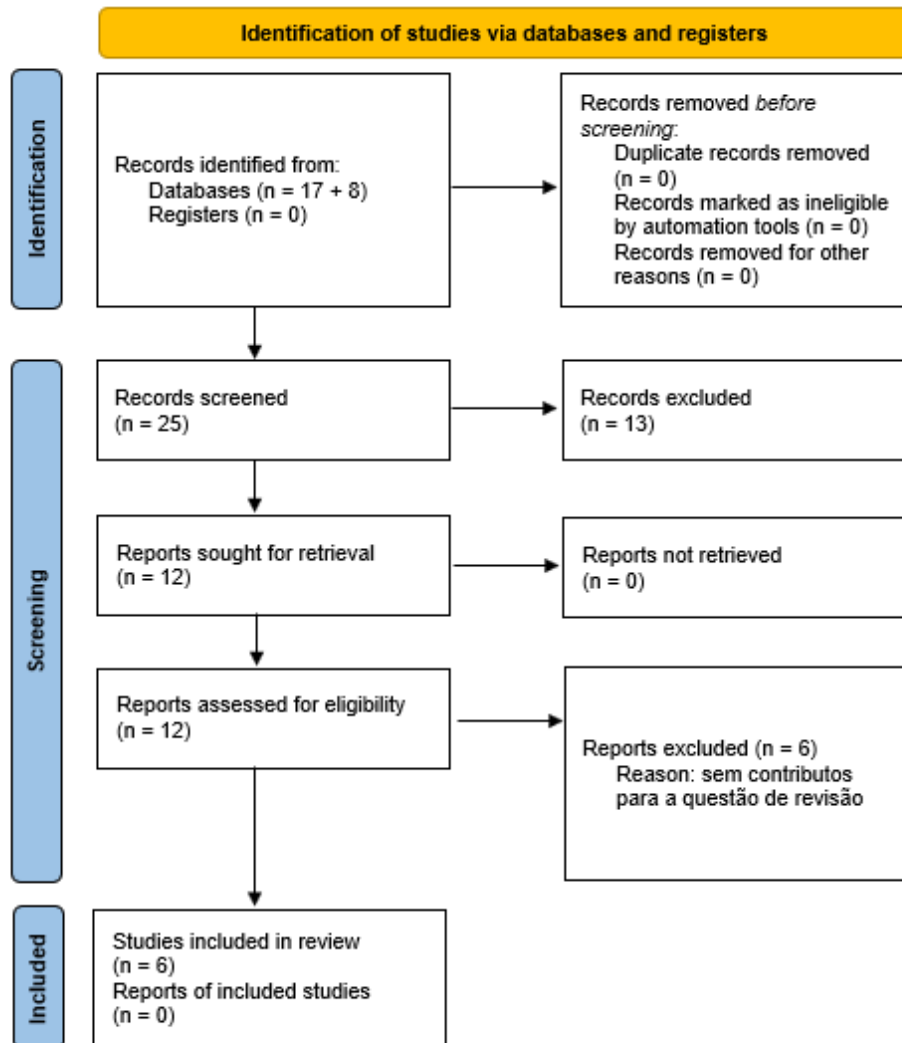 Identification of studies via databases and registers
Identification
Records identified from:
Databases (n = 17 + 8)
Registers (n = 0)
Records removed before
screening:
Duplicate records removed
(n = 0)
Records marked as ineligible
by automation tools (n = 0)
Records removed for other
reasons (n = 0)
Screening
Records screened
(n = 25)
Records excluded
(n = 13)
Reports sought for retrieval
(n = 12)
Reports not retrieved
(n = 0)
Reports assessed for eligibility
(n = 12)
Reports excluded (n = 6)
Reason: sem contributos
para a questão de revisão
Included
Studies included in review
(n = 6)
Reports of included studies
(n = 0)